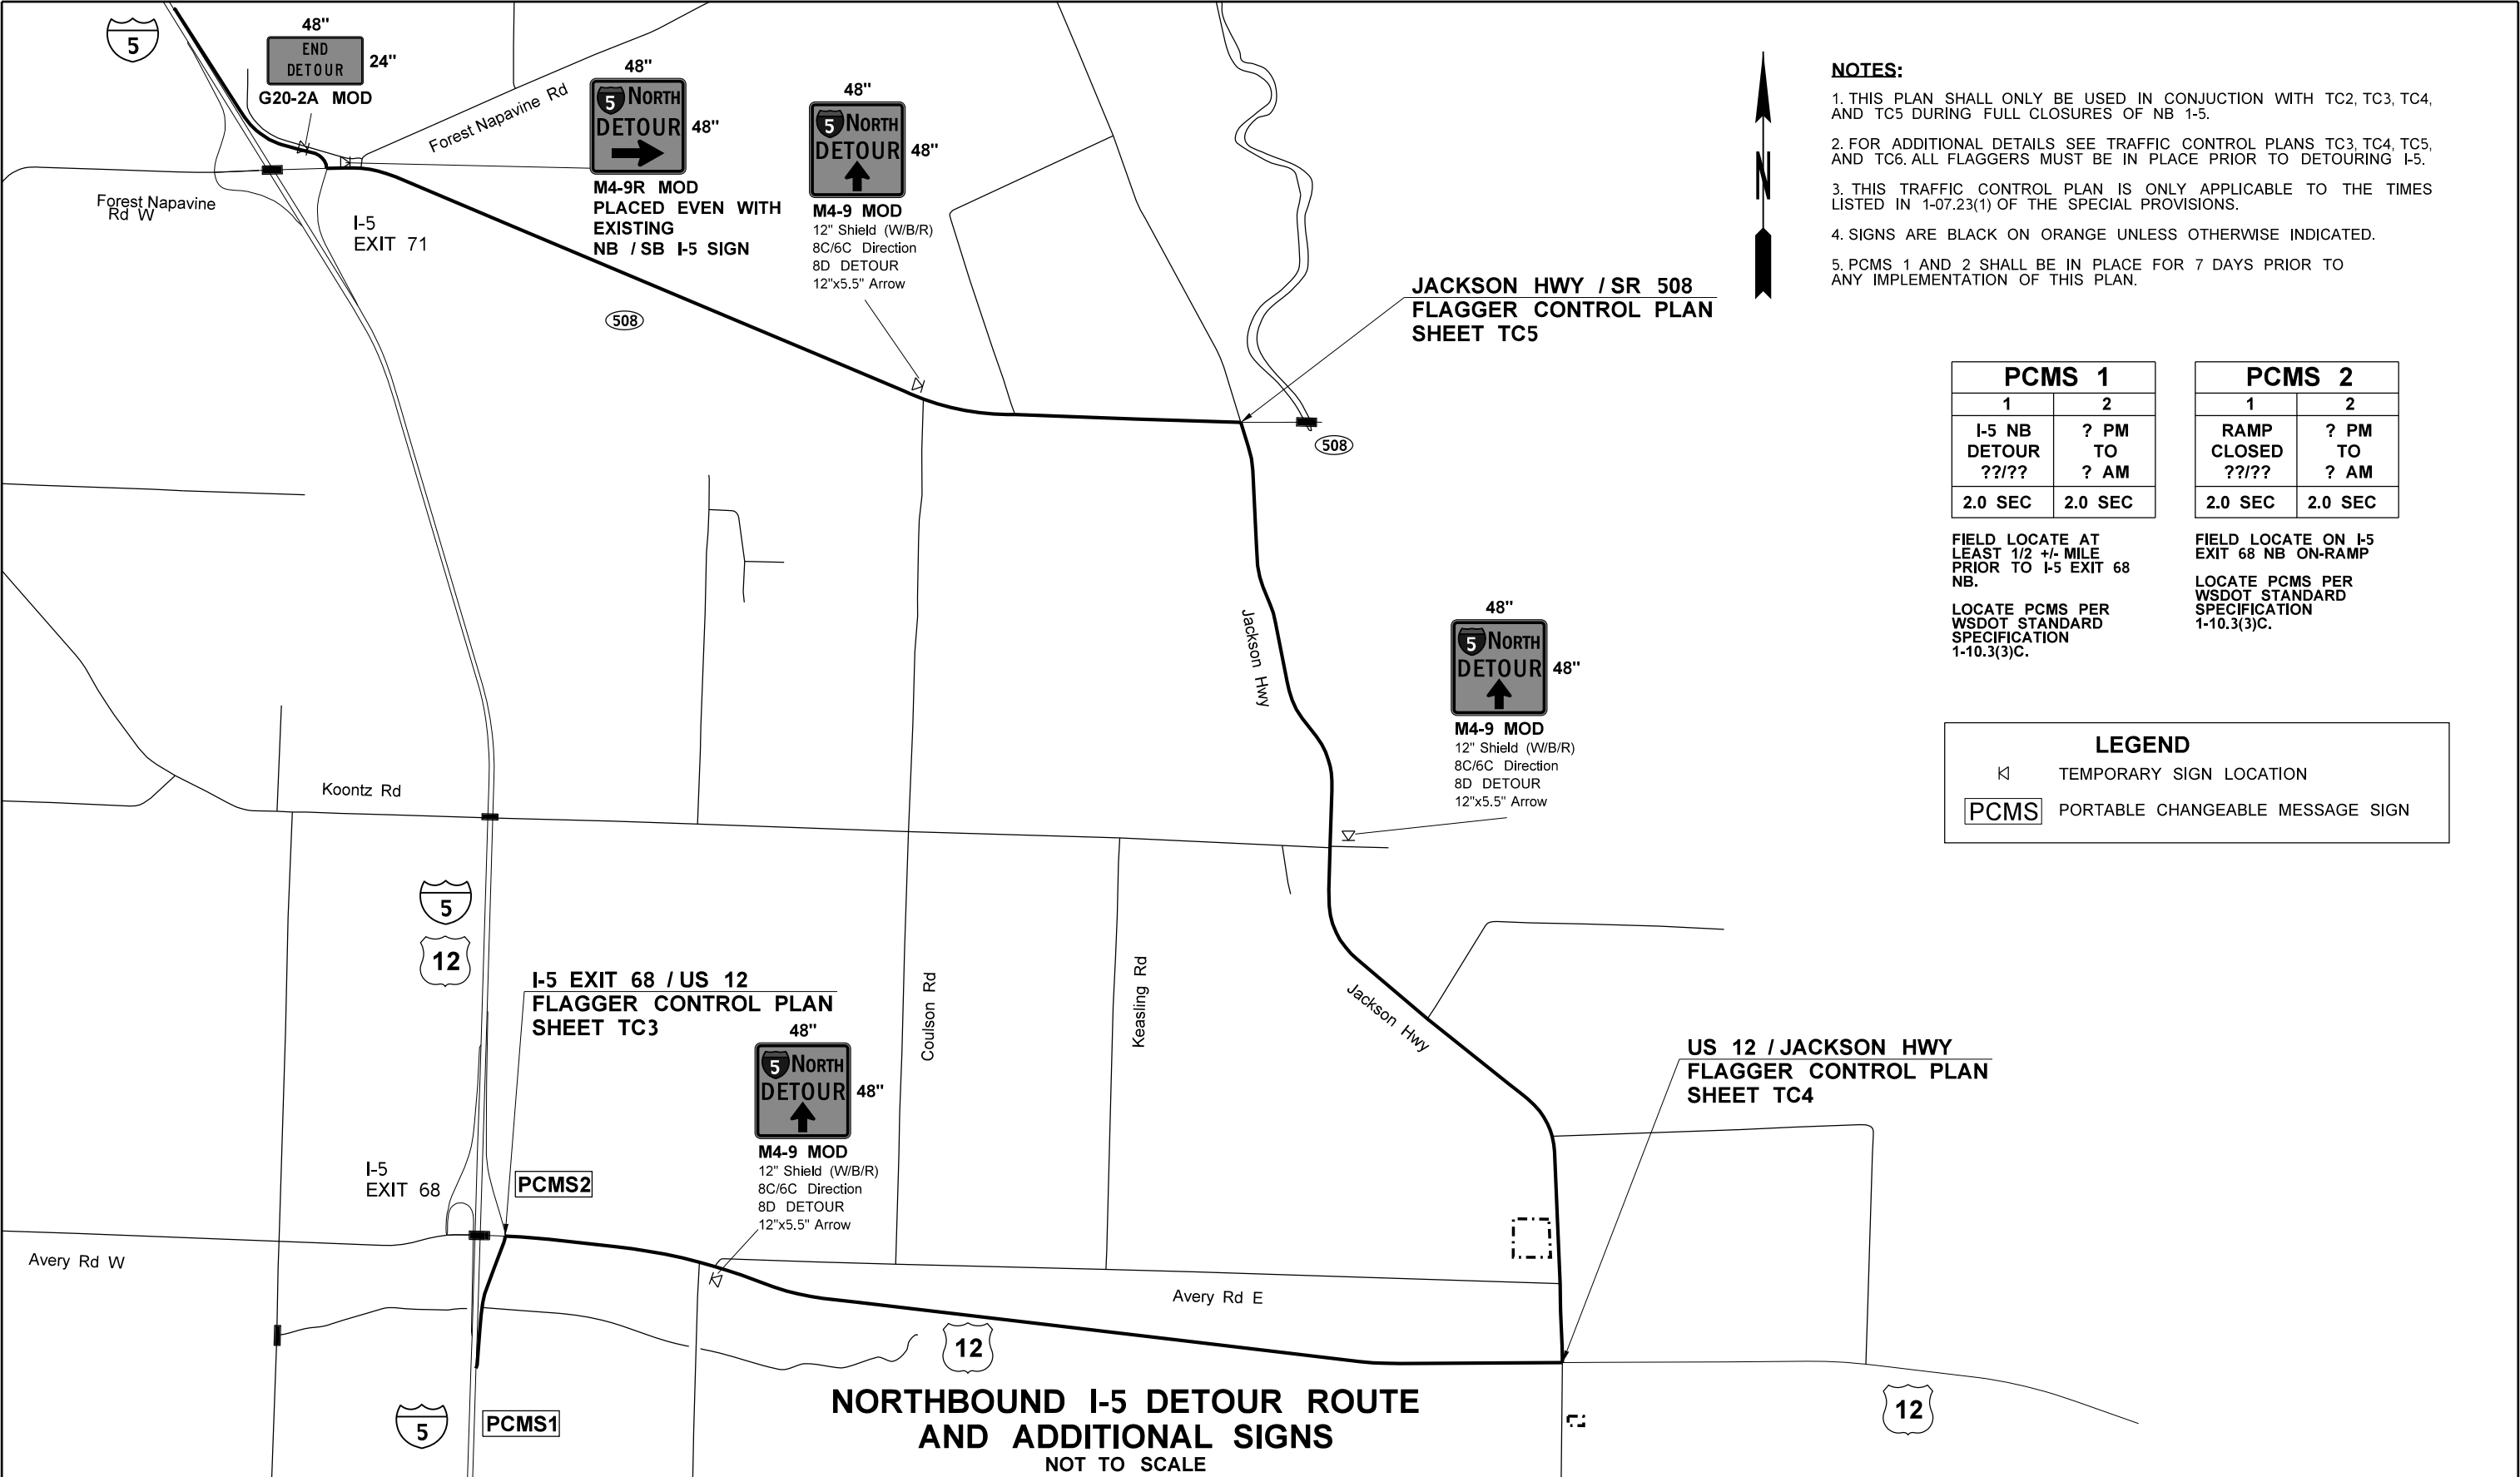 5
48"
END
DETOUR
24"
G20-2A MOD
Forest Napavine Rd
48"
5 NORTH
DETOUR
48"
M4-9R MOD
PLACED EVEN WITH
EXISTING
NB / SB I-5 SIGN
48"
5 NORTH
DETOUR
48"
M4-9 MOD
12" Shield (W/B/R)
8C/6C Direction
8D DETOUR
12"x5.5" Arrow
Forest Napavine
Rd W
I-5
EXIT 71
508
JACKSON HWY / SR 508
FLAGGER CONTROL PLAN
SHEET TC5
508
N
NOTES:
1. THIS PLAN SHALL ONLY BE USED IN CONJUCTION WITH TC2, TC3, TC4,
AND TC5 DURING FULL CLOSURES OF NB 1-5.
2. FOR ADDITIONAL DETAILS SEE TRAFFIC CONTROL PLANS TC3, TC4, TC5,
AND TC6. ALL FLAGGERS MUST BE IN PLACE PRIOR TO DETOURING I-5.
3. THIS TRAFFIC CONTROL PLAN IS ONLY APPLICABLE TO THE TIMES
LISTED IN 1-07.23(1) OF THE SPECIAL PROVISIONS.
4. SIGNS ARE BLACK ON ORANGE UNLESS OTHERWISE INDICATED.
5. PCMS 1 AND 2 SHALL BE IN PLACE FOR 7 DAYS PRIOR TO
ANY IMPLEMENTATION OF THIS PLAN.
PCMS 1
1 2
I-5 NB ? PM
DETOUR TO
??/?? ? AM
2.0 SEC 2.0 SEC
FIELD LOCATE AT
LEAST 1/2 +/- MILE
PRIOR TO I-5 EXIT 68
NB.
LOCATE PCMS PER
WSDOT STANDARD
SPECIFICATION
1-10.3(3)C.
PCMS 2
1 2
RAMP ? PM
CLOSED TO
??/?? ? AM
2.0 SEC 2.0 SEC
FIELD LOCATE ON I-5
EXIT 68 NB ON-RAMP
LOCATE PCMS PER
WSDOT STANDARD
SPECIFICATION
1-10.3(3)C.
Jackson Hwy
48"
5 NORTH
DETOUR
48"
M4-9 MOD
12" Shield (W/B/R)
8C/6C Direction
8D DETOUR
12"x5.5" Arrow
LEGEND
TEMPORARY SIGN LOCATION
PCMS PORTABLE CHANGEABLE MESSAGE SIGN
Koontz Rd
5
12
I-5 EXIT 68 / US 12
FLAGGER CONTROL PLAN
SHEET TC3
48"
5 NORTH
DETOUR
48"
M4-9 MOD
12" Shield (W/B/R)
8C/6C Direction
8D DETOUR
12"x5.5" Arrow
Coulson Rd
Keasling Rd
Jackson Hwy
US 12 / JACKSON HWY
FLAGGER CONTROL PLAN
SHEET TC4
I-5
EXIT 68
PCMS2
Avery Rd W
Avery Rd E
12
12
5
PCMS1
NORTHBOUND I-5 DETOUR ROUTE
AND ADDITIONAL SIGNS
NOT TO SCALE